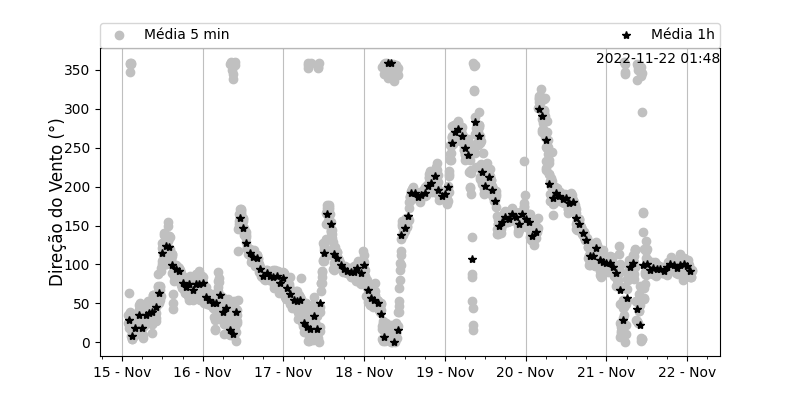 Média 5 min
Média 1h
2022-11-22 01:48
350
300
250
200
150
100
50
0
Direção do Vento (°)
15 - Nov
16 - Nov
17 - Nov
18 - Nov
19 - Nov
20 - Nov
21 - Nov
22 - Nov